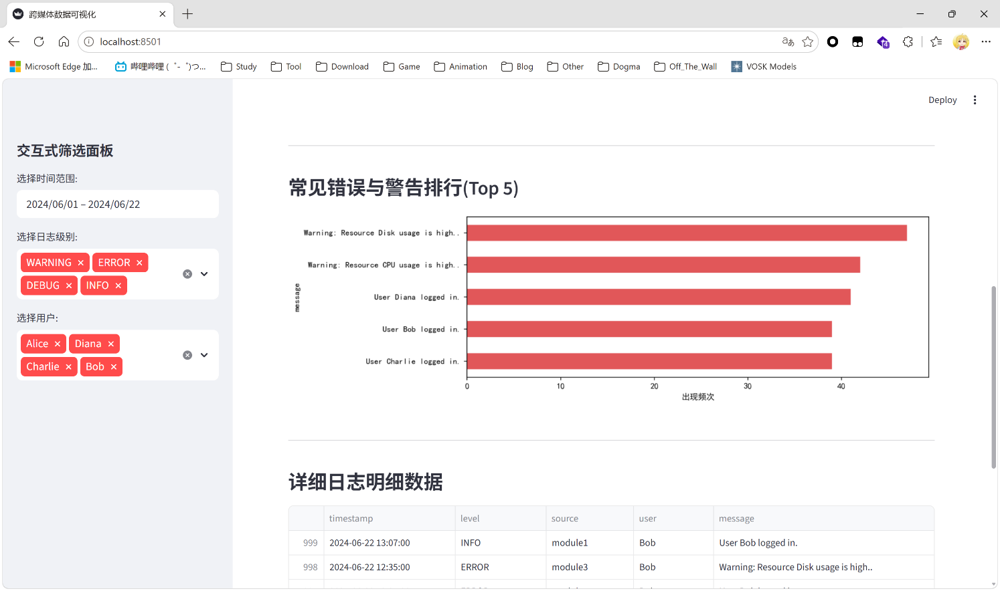 跨媒体数据可视化
localhost:8501
Microsoft Edge 加...
哔哩哔哩 (゜-゜)つ...
Study
Tool
Download
Game
Animation
Blog
Other
Dogma
Off_The_Wall
VOSK Models
Deploy
交互式筛选面板
选择时间范围:
2024/06/01 – 2024/06/22
选择日志级别:
WARNING ERROR
DEBUG INFO
选择用户:
Alice Diana
Charlie Bob
常见错误与警告排行(Top 5)
message
Warning: Resource Disk usage is high..
Warning: Resource CPU usage is high..
User Diana logged in.
User Bob logged in.
User Charlie logged in.
0 10 20 30 40
出现频次
详细日志明细数据
timestamp level source user message
999 2024-06-22 13:07:00 INFO module1 Bob User Bob logged in.
998 2024-06-22 12:35:00 ERROR module3 Bob Warning: Resource Disk usage is high..